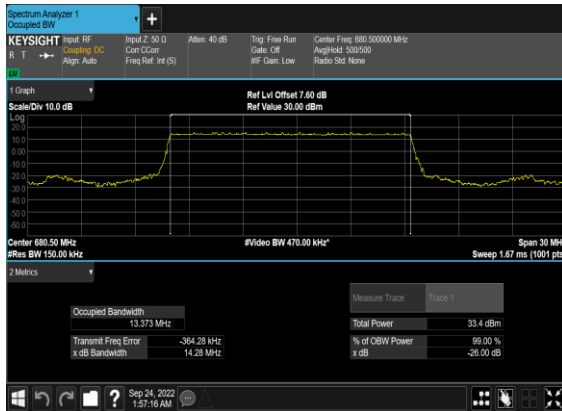 Spectrum Analyzer 1
Occupied BW
+
KEYSIGHT Input: RF Input Z: 50 Ω Atten: 40 dB Trig: Free Run Center Freq: 680.500000 MHz
R T Coupling: DC Corr CCorr Gate: Off Avg|Hold: 500/500
Align: Auto Freq Ref: Int (S) #IF Gain: Low Radio Std: None
1 Graph
Ref Lvl Offset 7.60 dB
Scale/Div 10.0 dB Ref Value 30.00 dBm
Log
20.0
10.0
0.00
-10.0
-20.0
-30.0
-40.0
-50.0
-60.0
Center 680.50 MHz #Video BW 470.00 kHz* Span 30 MH
#Res BW 150.00 kHz Sweep 1.67 ms (1001 pts
2 Metrics
Measure Trace Trace 1
Occupied Bandwidth
13.373 MHz Total Power 33.4 dBm
Transmit Freq Error -364.28 kHz % of OBW Power 99.00 %
x dB Bandwidth 14.28 MHz x dB -26.00 dB
? Sep 24, 2022
1:57:16 AM